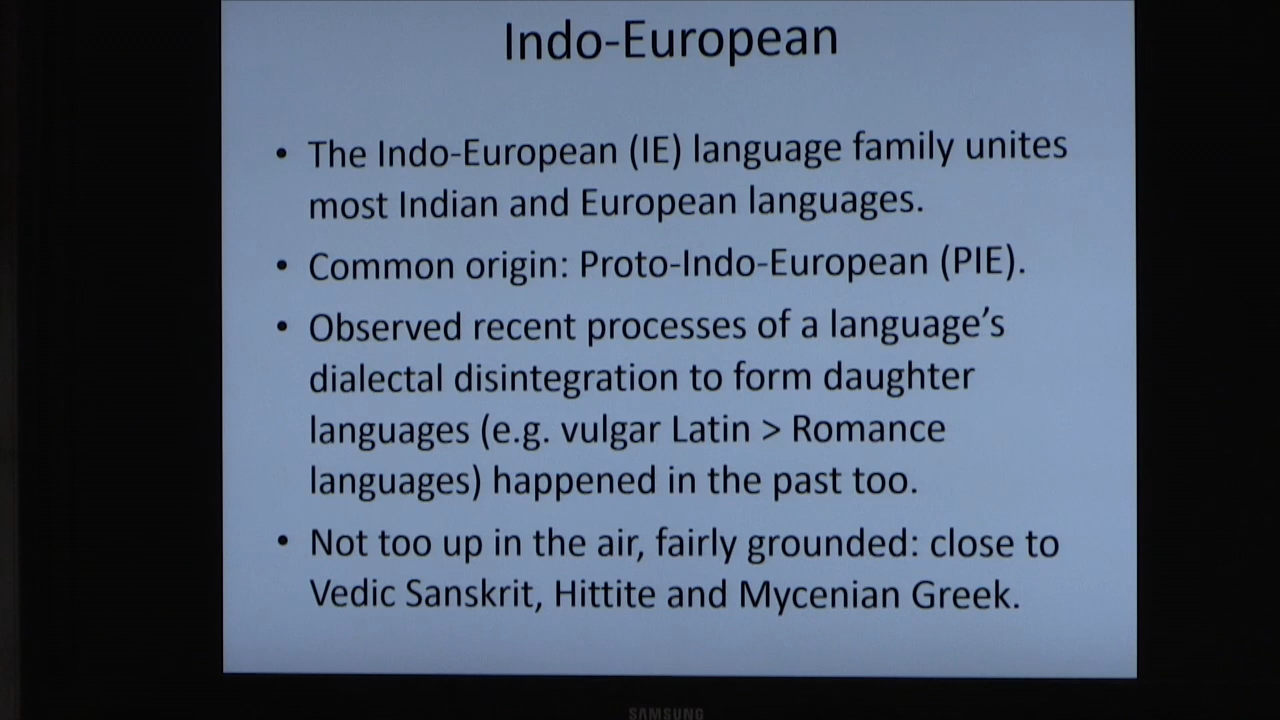 Indo-European
• The Indo-European (IE) language family unites
most Indian and European languages.
• Common origin: Proto-Indo-European (PIE).
• Observed recent processes of a language’s
dialectal disintegration to form daughter
languages (e.g. vulgar Latin > Romance
languages) happened in the past too.
• Not too up in the air, fairly grounded: close to
Vedic Sanskrit, Hittite and Mycenian Greek.
SAMSUNG